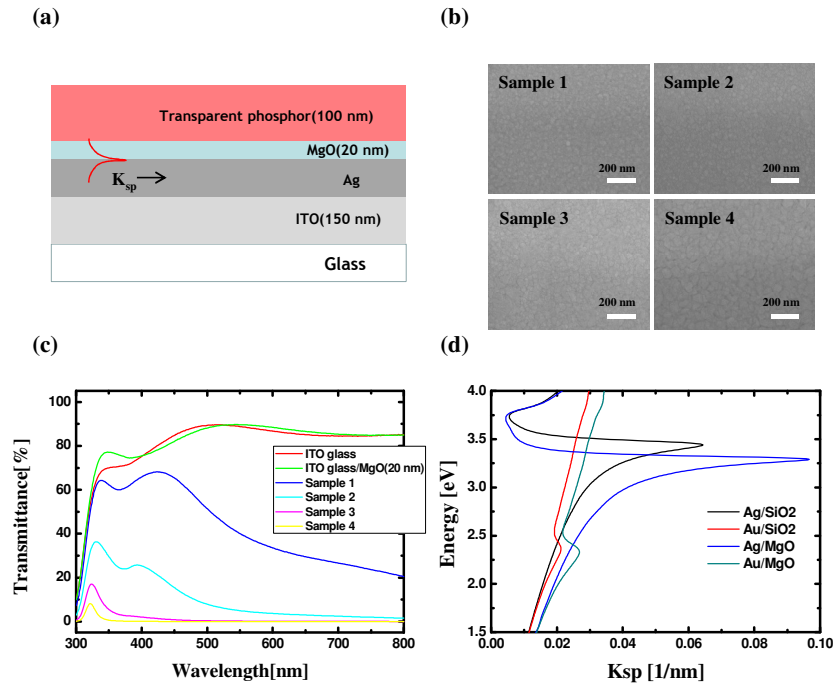 (a)
Transparent phosphor(100 nm)
MgO(20 nm)
Ksp
Ag
ITO(150 nm)
Glass
(b)
Sample 1
200 nm
Sample 2
200 nm
Sample 3
200 nm
Sample 4
200 nm
(c)
Transmittance[%]
100
80
60
40
20
0
300
400
500
600
700
800
Wavelength[nm]
ITO glass
ITO glass/MgO(20 nm)
Sample 1
Sample 2
Sample 3
Sample 4
(d)
Energy [eV]
4.0
3.5
3.0
2.5
2.0
1.5
0.00
0.02
0.04
0.06
0.08
0.10
Ksp [1/nm]
Ag/SiO2
Au/SiO2
Ag/MgO
Au/MgO